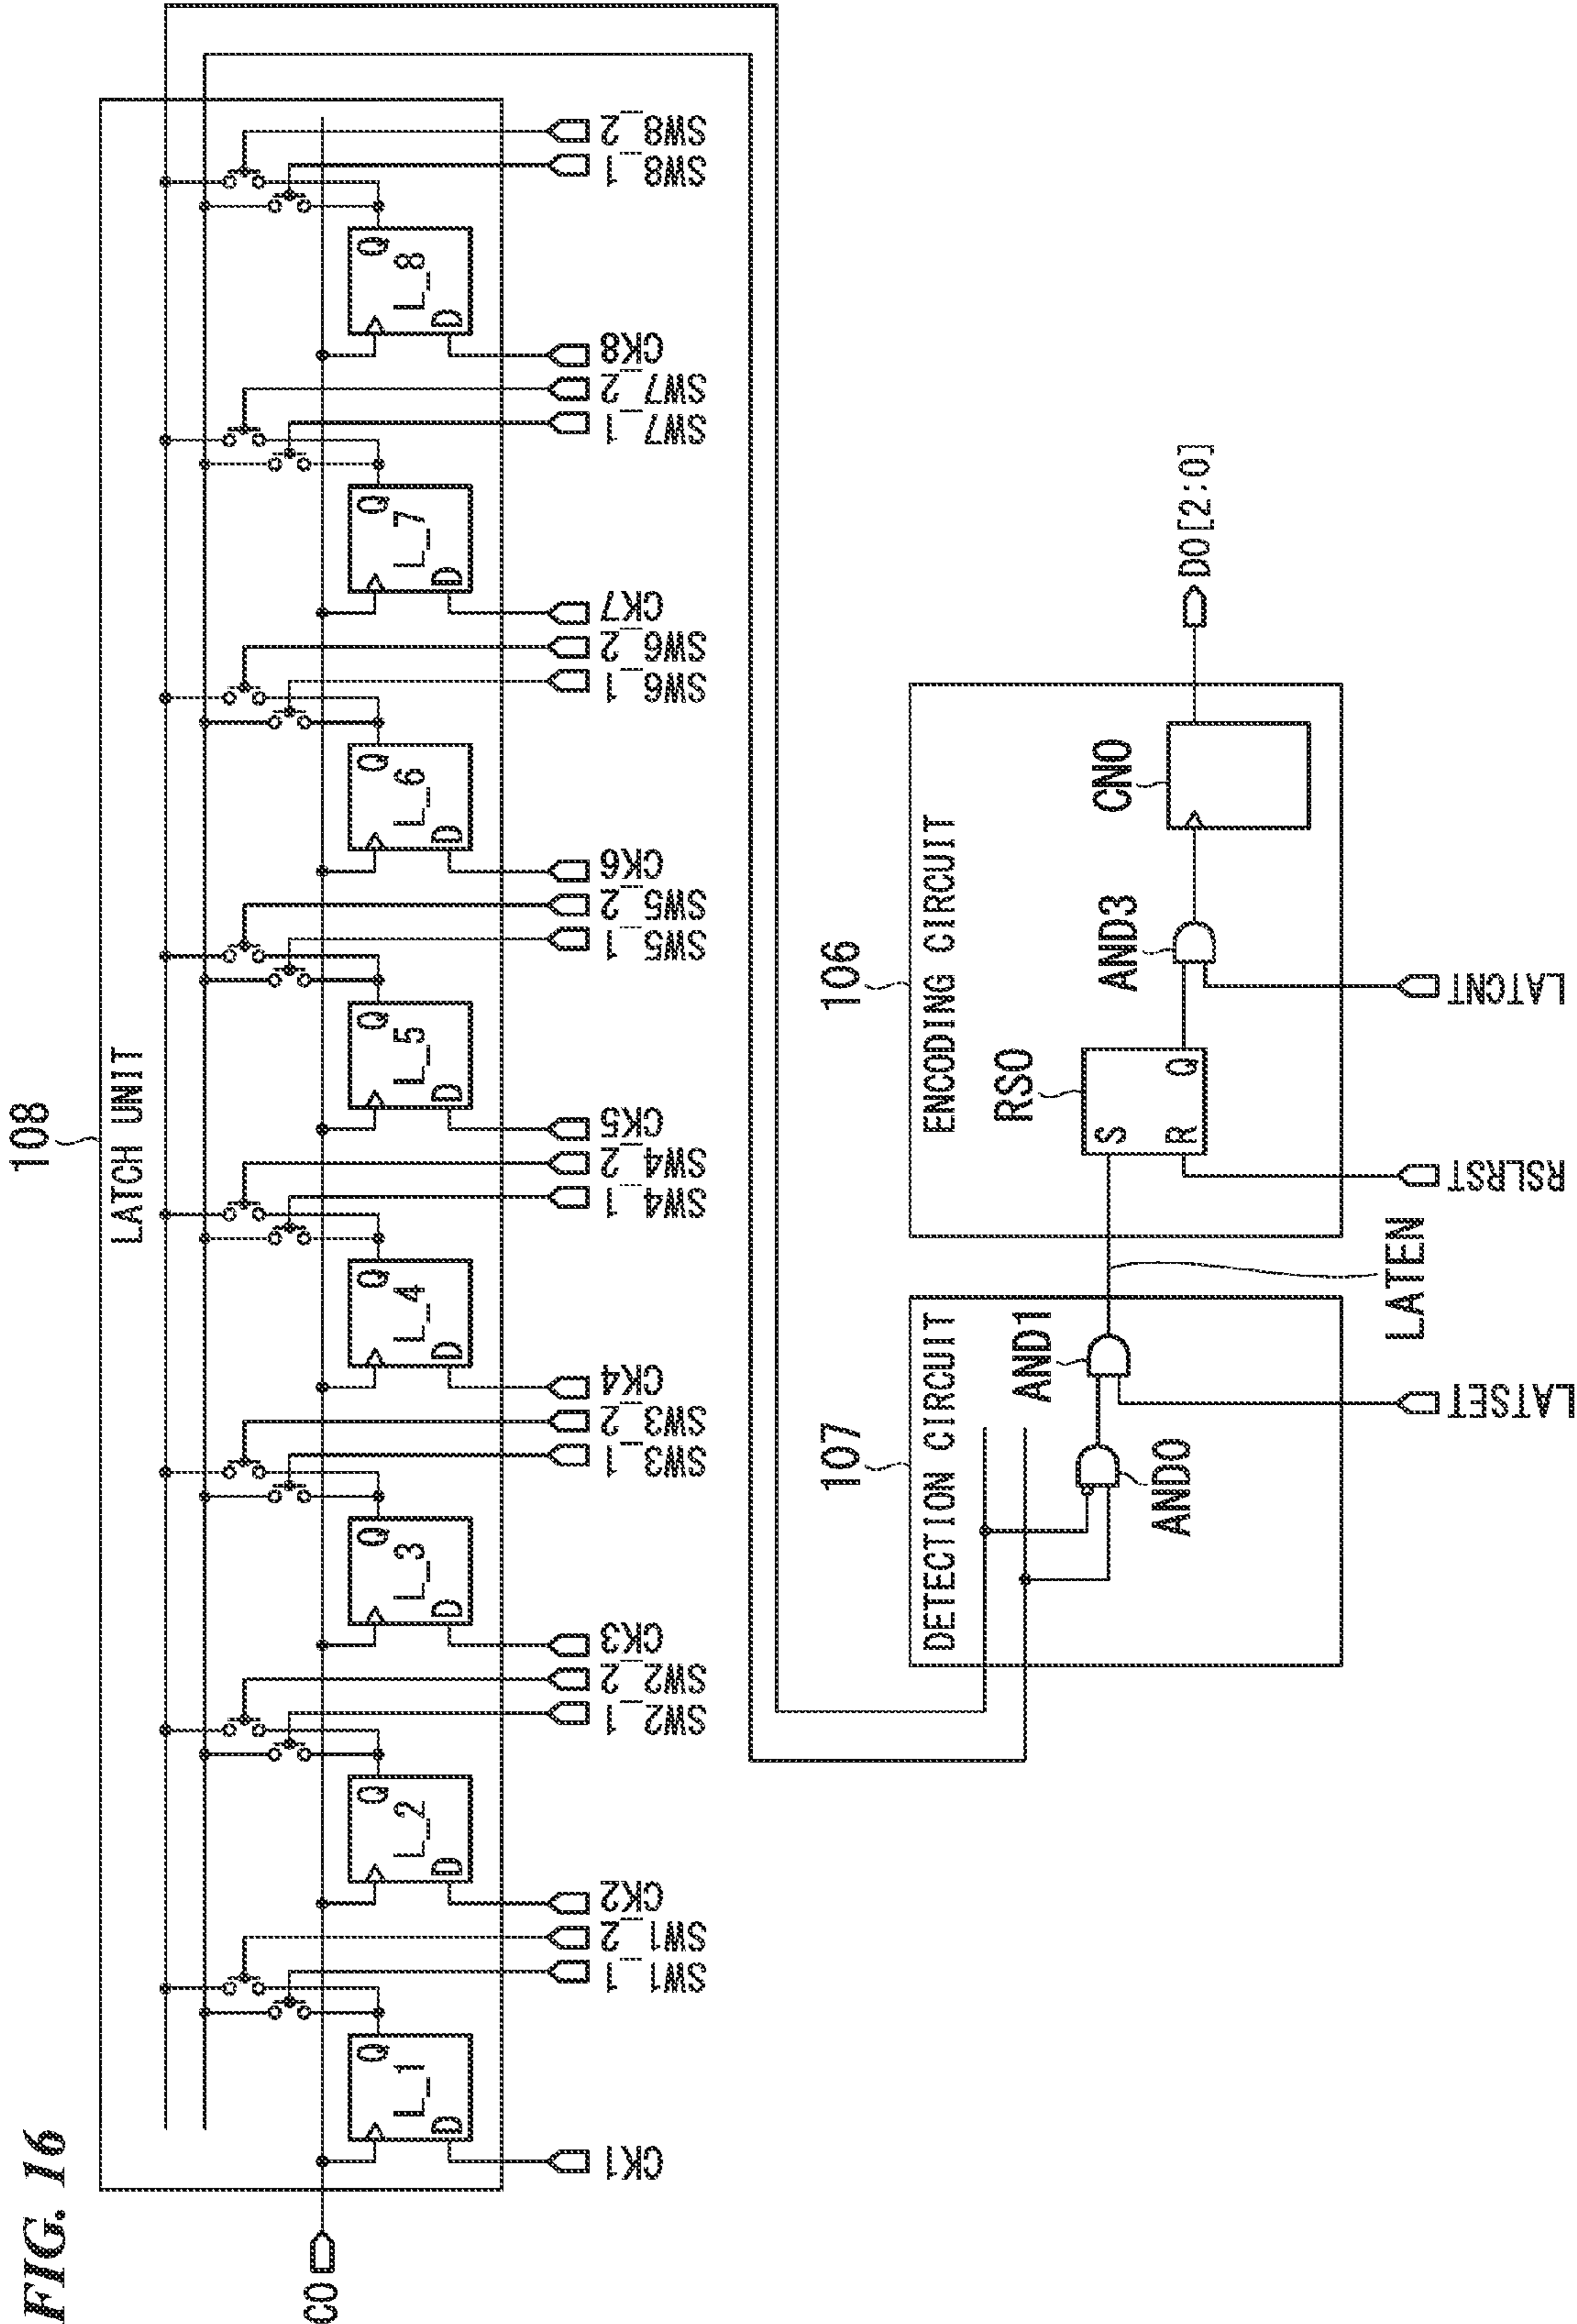 FIG. 16
108
LATCH UNIT
CO
L_1
D
Q
L_2
D
Q
L_3
D
Q
L_4
D
Q
L_5
D
Q
L_6
D
Q
L_7
D
Q
L_8
D
Q
CK1
SW1_1
SW1_2
CK2
SW2_1
SW2_2
CK3
SW3_1
SW3_2
CK4
SW4_1
SW4_2
CK5
SW5_1
SW5_2
CK6
SW6_1
SW6_2
CK7
SW7_1
SW7_2
CK8
SW8_1
SW8_2
107
DETECTION CIRCUIT
AND0
AND1
LATSET
LATEN
106
ENCODING CIRCUIT
RS0
S
R
Q
RSLRST
AND3
LATCNT
CN0
DO[2:0]